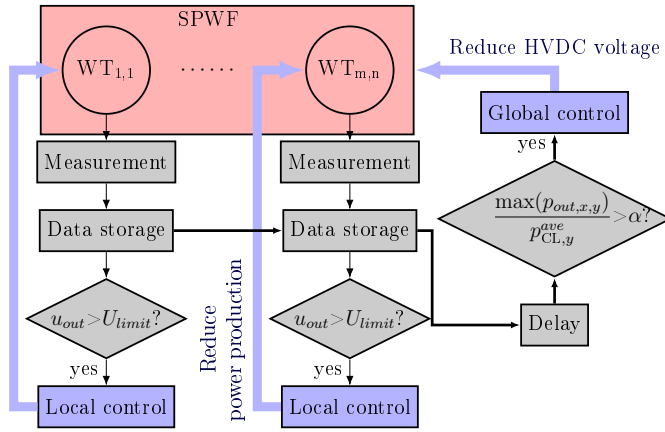 SPWF
WT1,1
......
WTm,n
Reduce HVDC voltage
Global control
yes
Measurement
Measurement
max(pout,x,y)
/ pCL,y^ave >α?
Data storage
Data storage
uout>Ulimit?
Reduce
power production
uout>Ulimit?
Delay
yes
yes
Local control
Local control